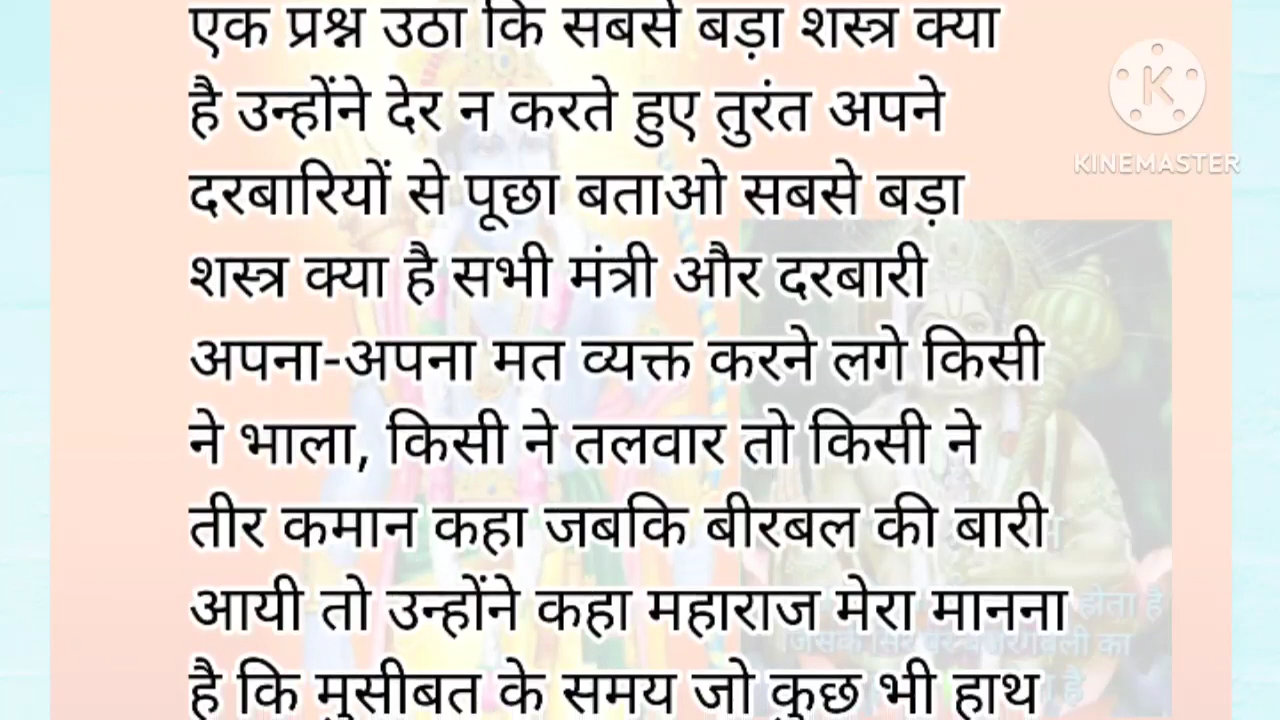 एक प्रश्न उठा कि सबसे बड़ा शस्त्र क्या
है उन्होंने देर न करते हुए तुरंत अपने
दरबारियों से पूछा बताओ सबसे बड़ा
शस्त्र क्या है सभी मंत्री और दरबारी
अपना-अपना मत व्यक्त करने लगे किसी
ने भाला, किसी ने तलवार तो किसी ने
तीर कमान कहा जबकि बीरबल की बारी
आयी तो उन्होंने कहा महाराज मेरा मानना
है कि मुसीबत के समय जो कुछ भी हाथ
K
KINEMASTER
होता है
का
है